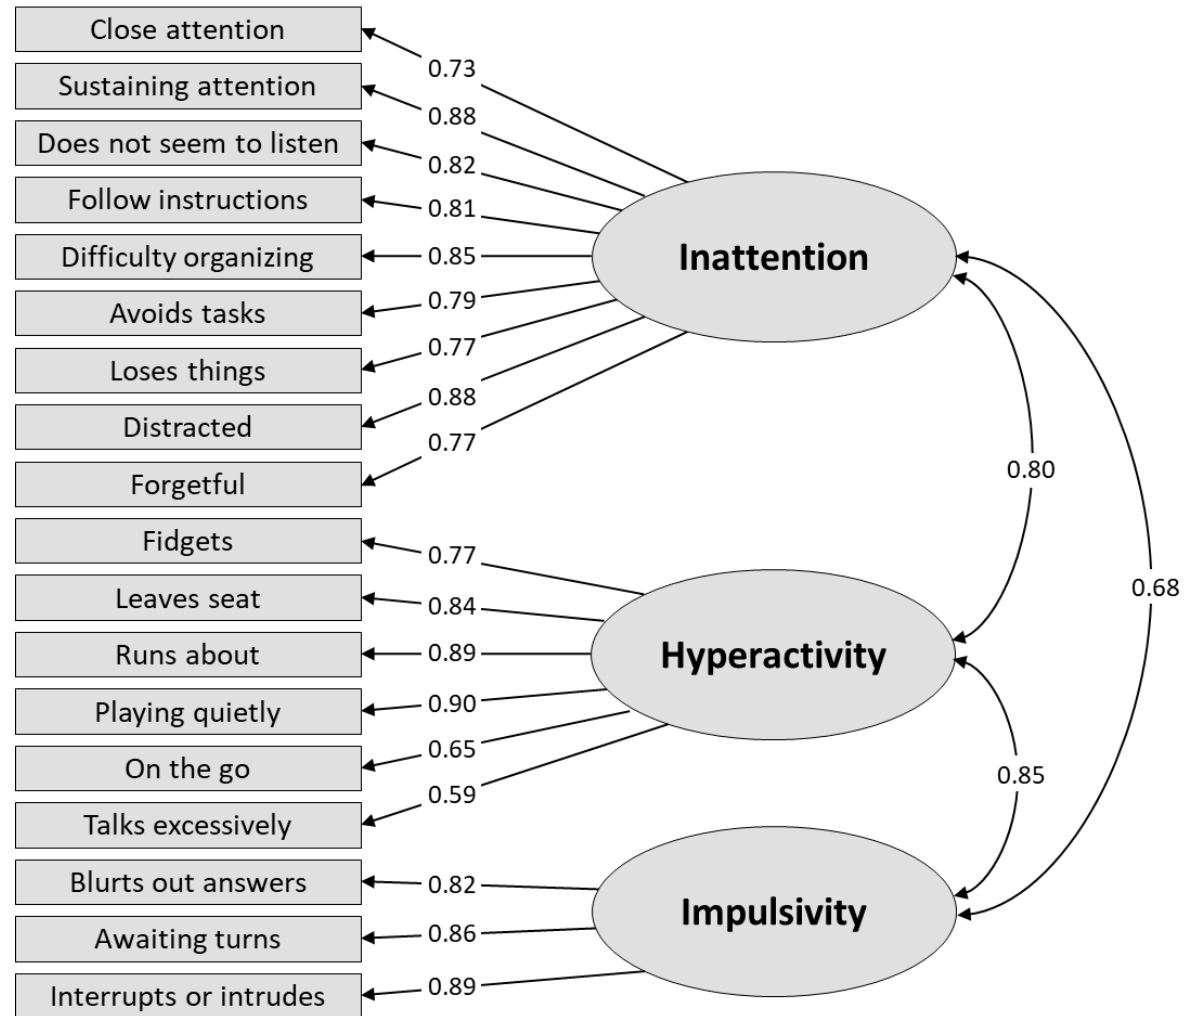 Close attention
0.73
Sustaining attention
0.88
Does not seem to listen
0.82
Follow instructions
0.81
Difficulty organizing
0.85
Inattention
Avoids tasks
0.79
Loses things
0.77
Distracted
0.88
Forgetful
0.77
0.80
Fidgets
0.77
Leaves seat
0.84
0.68
Runs about
0.89
Hyperactivity
Playing quietly
0.90
On the go
0.65
0.85
Talks excessively
0.59
Blurts out answers
0.82
Impulsivity
Awaiting turns
0.86
Interrupts or intrudes
0.89